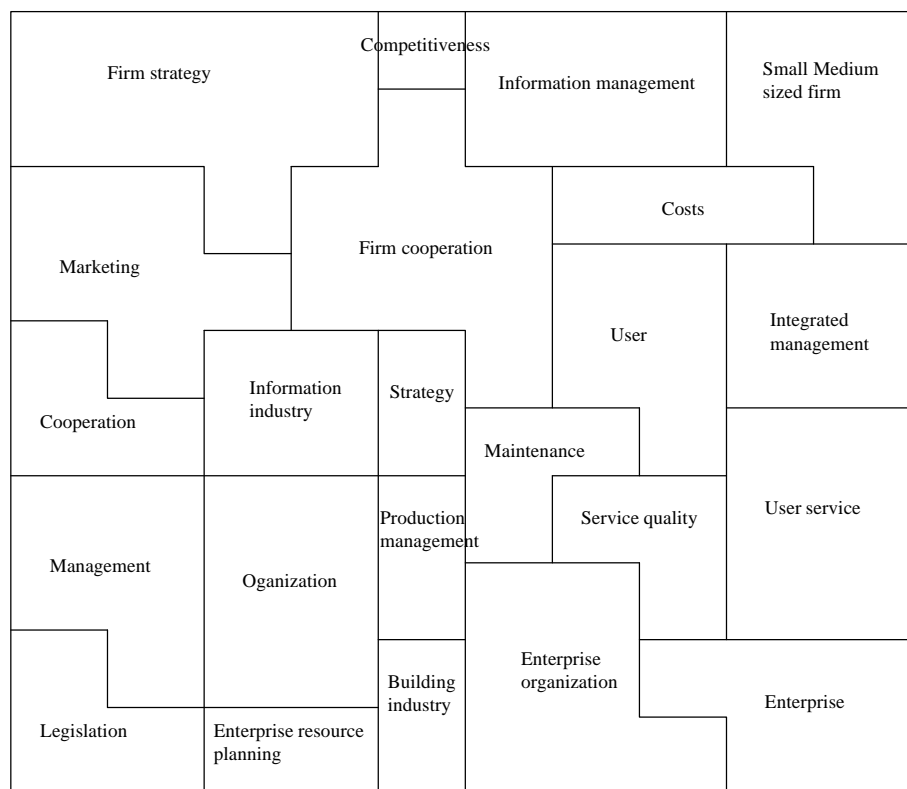 Competitiveness
Firm strategy
Information management
Small Medium
sized firm
Costs
Firm cooperation
Marketing
User
Integrated
management
Information
industry
Strategy
Cooperation
Maintenance
User service
Production
management
Service quality
Management
Oganization
Enterprise
organization
Building
industry
Enterprise
Legislation
Enterprise resource
planning